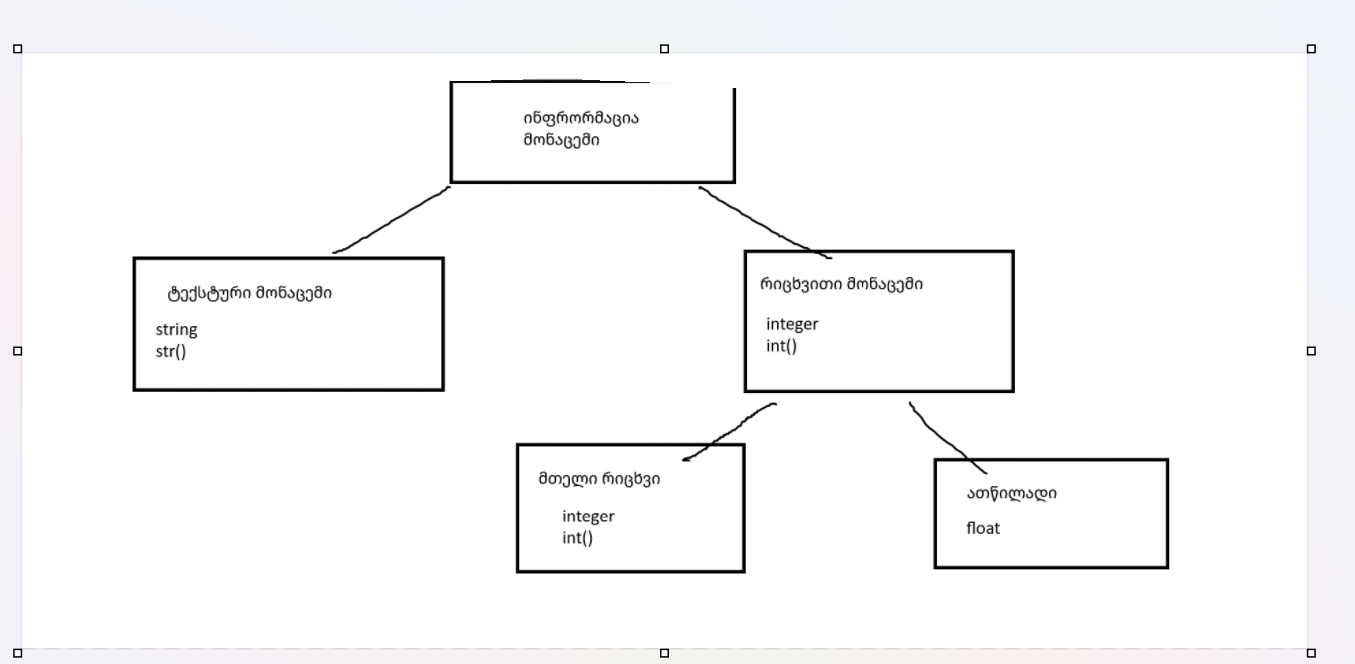 ინფრორმაცია
მონაცემი
ტექსტური მონაცემი
string
str()
რიცხვითი მონაცემი
integer
int()
მთელი რიცხვი
integer
int()
ათწილადი
float